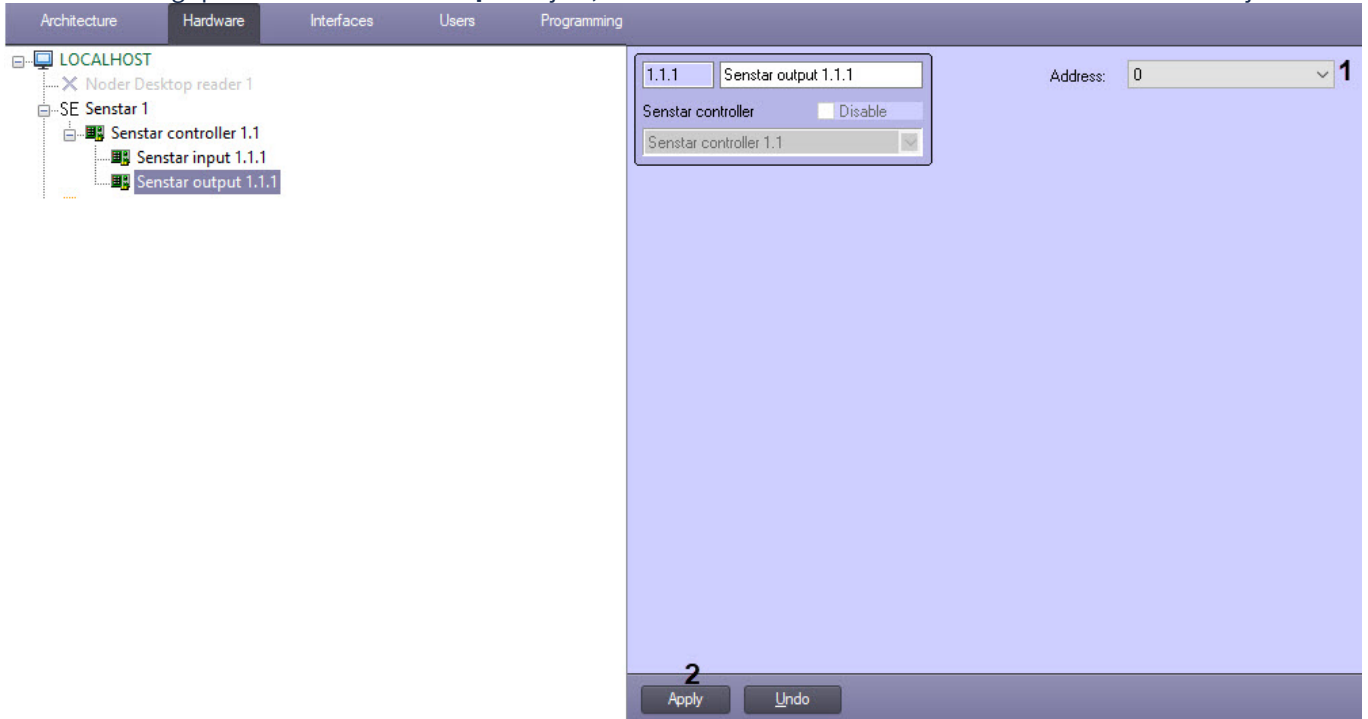 Architecture Hardware Interfaces Users Programming
LOCALHOST
Noder Desktop reader 1
SE Senstar 1
Senstar controller 1.1
Senstar input 1.1.1
Senstar output 1.1.1
1.1.1 Senstar output 1.1.1
Senstar controller Disable
Senstar controller 1.1
Address: 0 1
2
Apply Undo